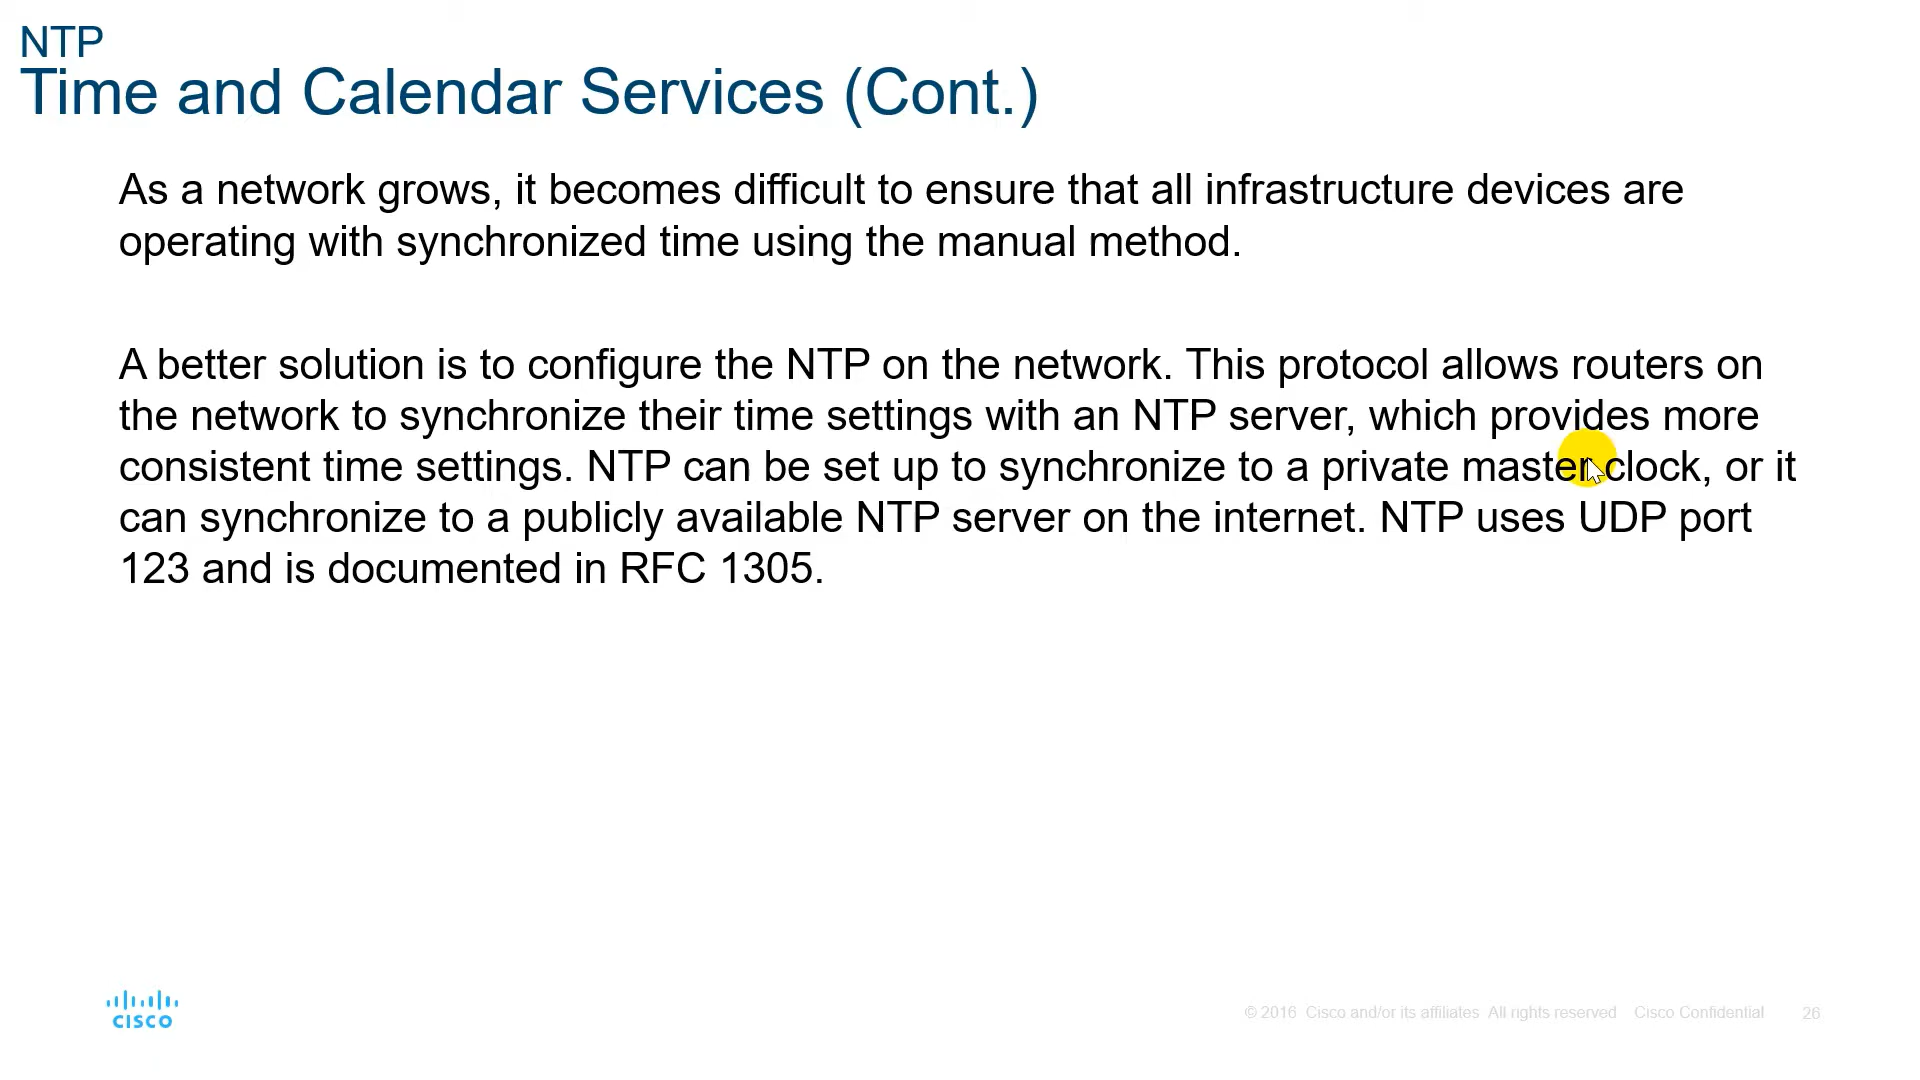 NTP
Time and Calendar Services (Cont.)
As a network grows, it becomes difficult to ensure that all infrastructure devices are
operating with synchronized time using the manual method.
A better solution is to configure the NTP on the network. This protocol allows routers on
the network to synchronize their time settings with an NTP server, which provides more
consistent time settings. NTP can be set up to synchronize to a private master clock, or it
can synchronize to a publicly available NTP server on the internet. NTP uses UDP port
123 and is documented in RFC 1305.
CISCO
© 2016 Cisco and/or its affiliates All rights reserved Cisco Confidential 26